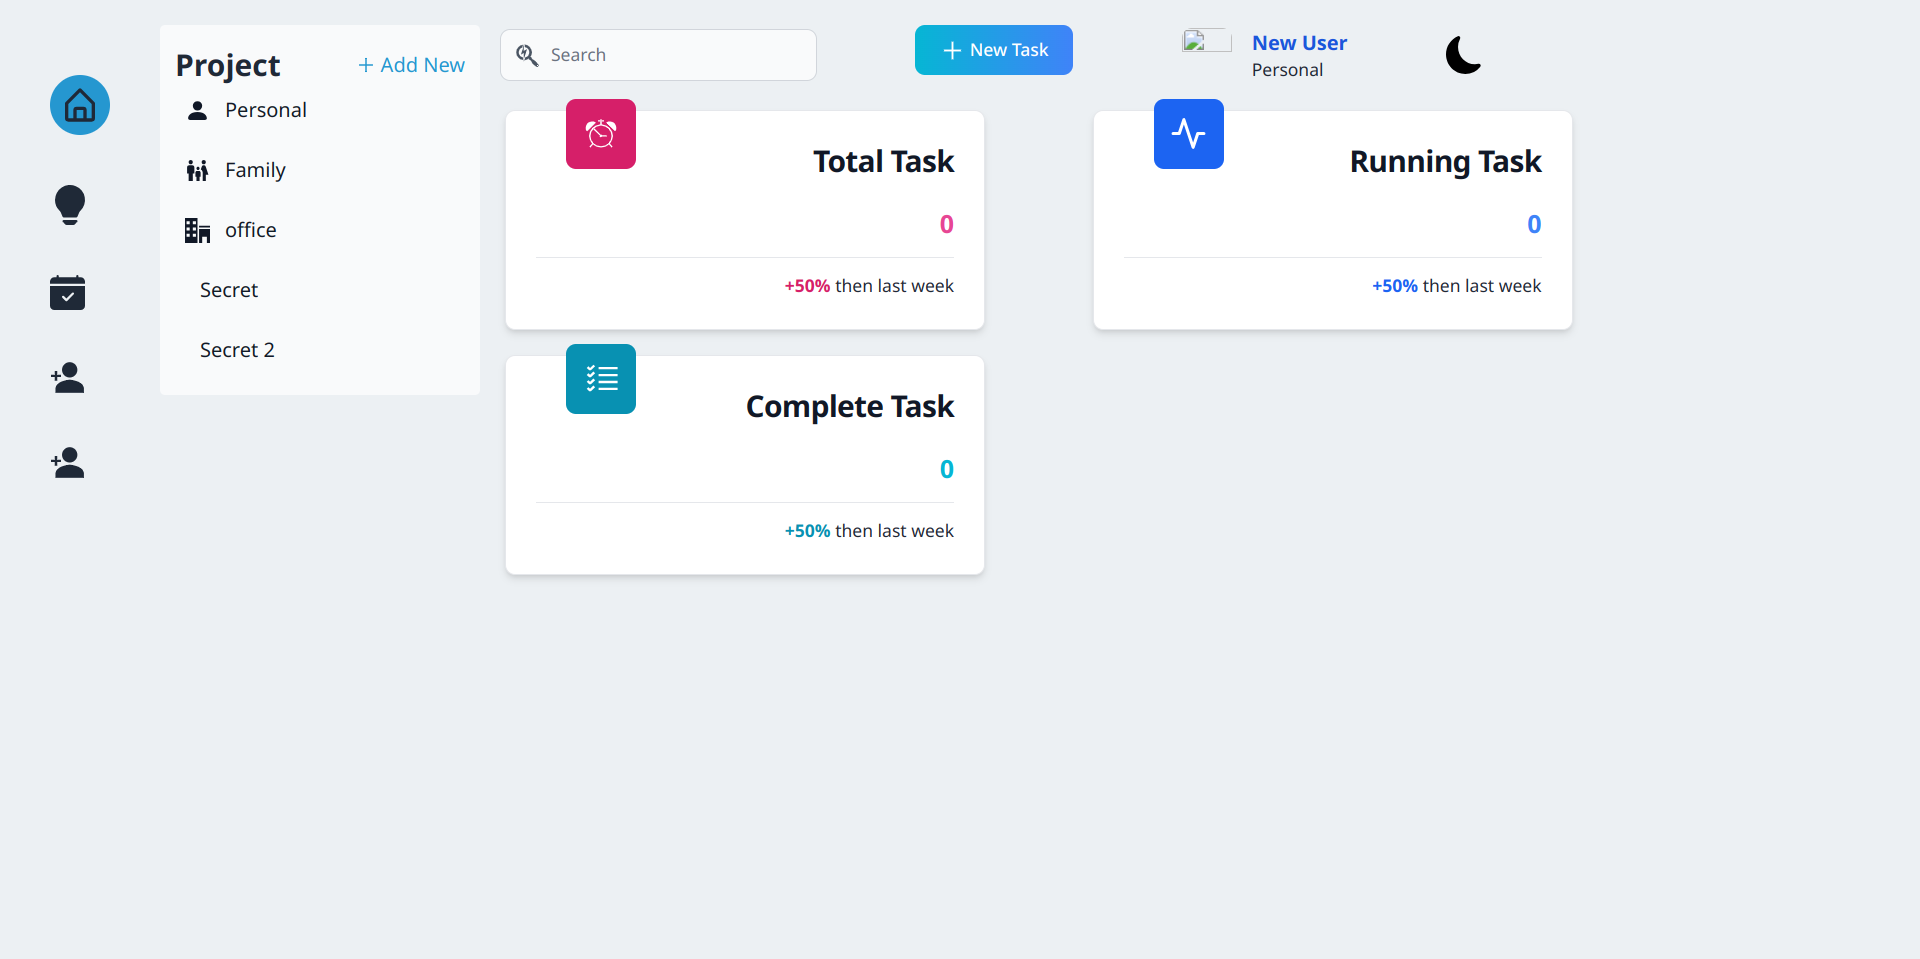 Project
Add New
Personal
Family
office
Secret
Secret 2
Search
New Task
New User
Personal
Total Task
0
+50% then last week
Running Task
0
+50% then last week
Complete Task
0
+50% then last week